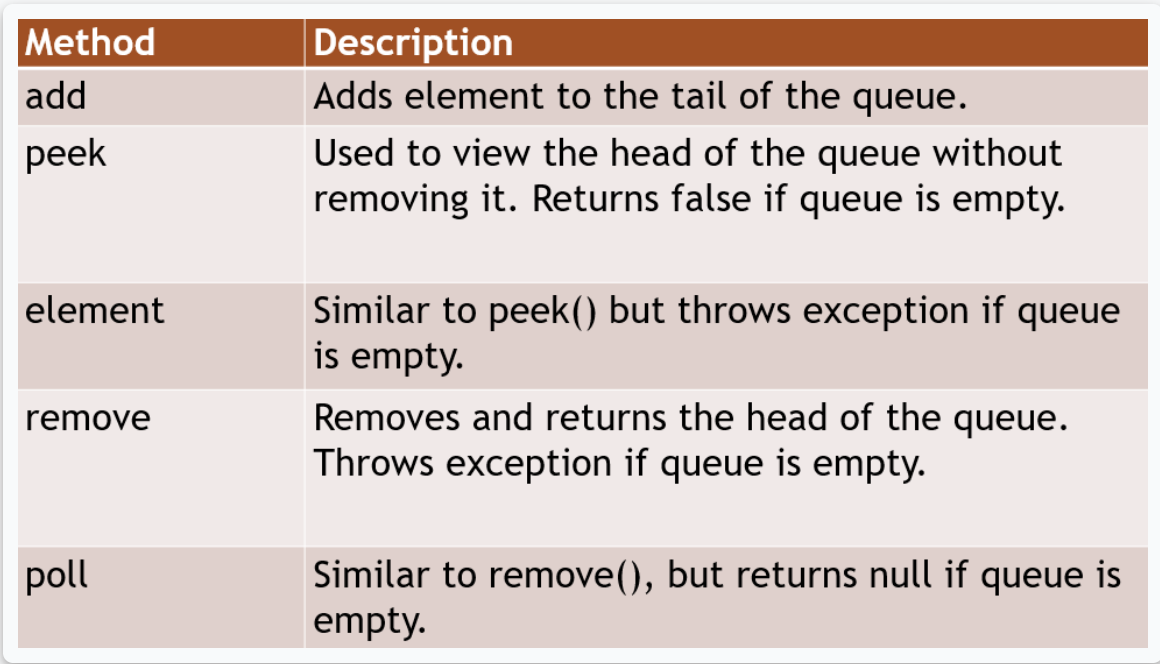 Method Description
add Adds element to the tail of the queue.
peek Used to view the head of the queue without
removing it. Returns false if queue is empty.
element Similar to peek() but throws exception if queue
is empty.
remove Removes and returns the head of the queue.
Throws exception if queue is empty.
poll Similar to remove(), but returns null if queue is
empty.